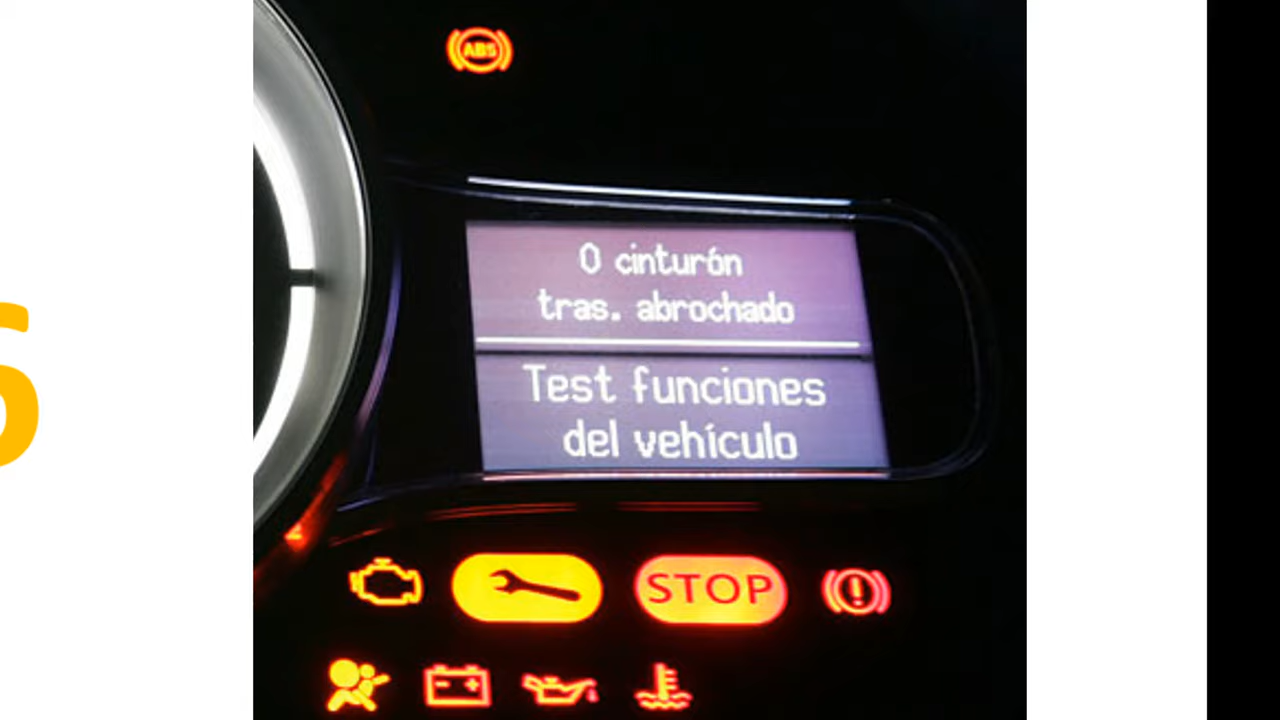 ABS
0 cinturón
tras. abrochado
Test funciones
del vehículo
STOP